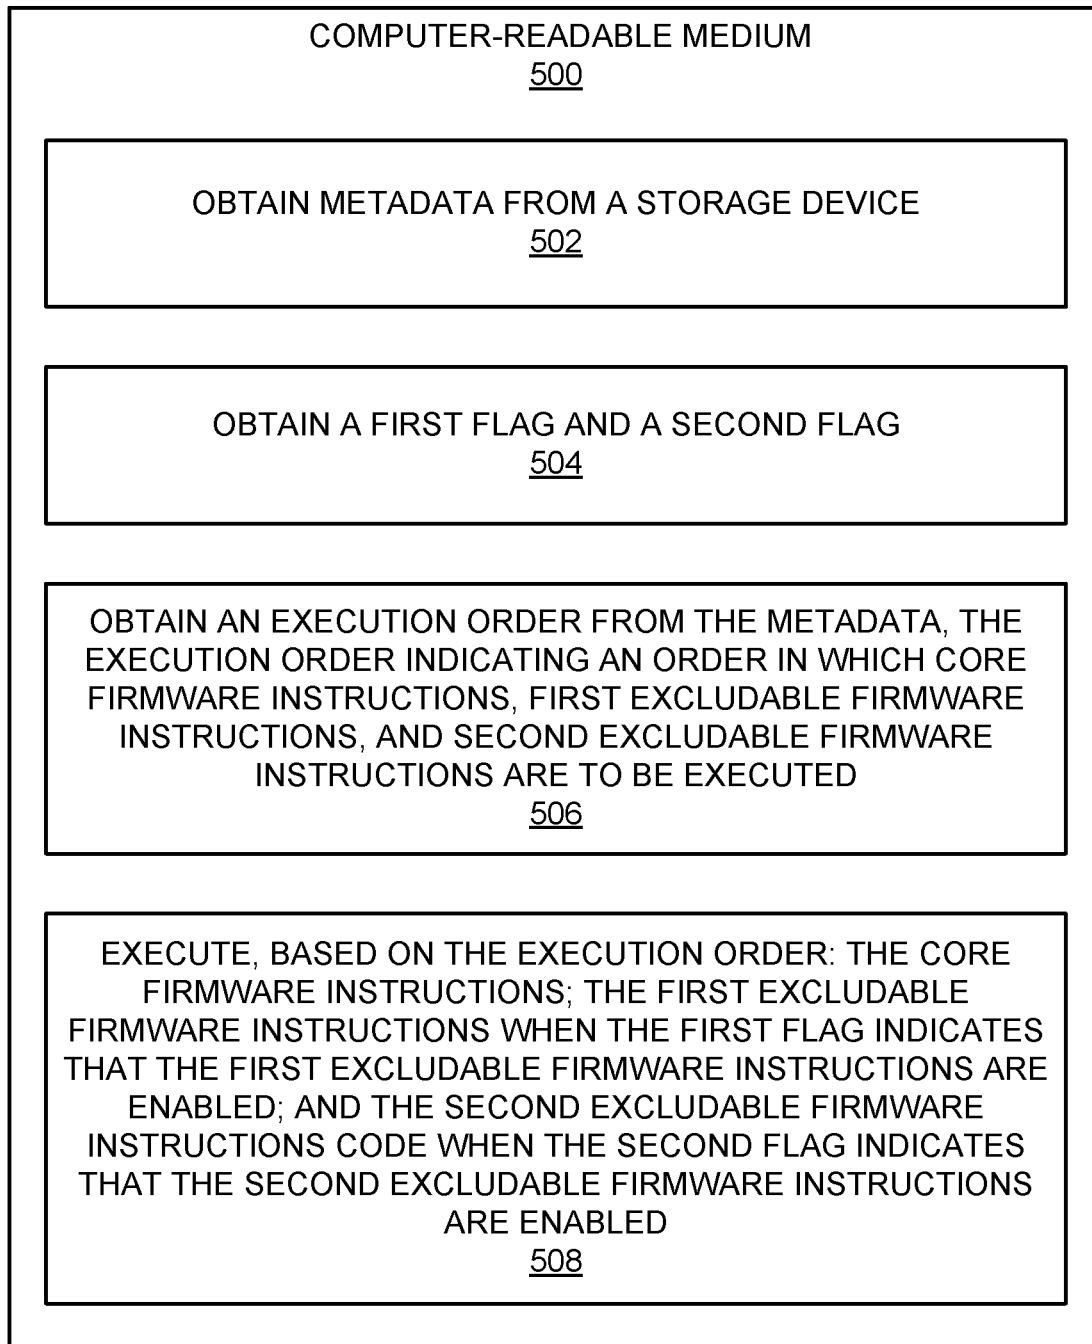 COMPUTER-READABLE MEDIUM
500
OBTAIN METADATA FROM A STORAGE DEVICE
502
OBTAIN A FIRST FLAG AND A SECOND FLAG
504
OBTAIN AN EXECUTION ORDER FROM THE METADATA, THE
EXECUTION ORDER INDICATING AN ORDER IN WHICH CORE
FIRMWARE INSTRUCTIONS, FIRST EXCLUDABLE FIRMWARE
INSTRUCTIONS, AND SECOND EXCLUDABLE FIRMWARE
INSTRUCTIONS ARE TO BE EXECUTED
506
EXECUTE, BASED ON THE EXECUTION ORDER: THE CORE
FIRMWARE INSTRUCTIONS; THE FIRST EXCLUDABLE
FIRMWARE INSTRUCTIONS WHEN THE FIRST FLAG INDICATES
THAT THE FIRST EXCLUDABLE FIRMWARE INSTRUCTIONS ARE
ENABLED; AND THE SECOND EXCLUDABLE FIRMWARE
INSTRUCTIONS CODE WHEN THE SECOND FLAG INDICATES
THAT THE SECOND EXCLUDABLE FIRMWARE INSTRUCTIONS
ARE ENABLED
508